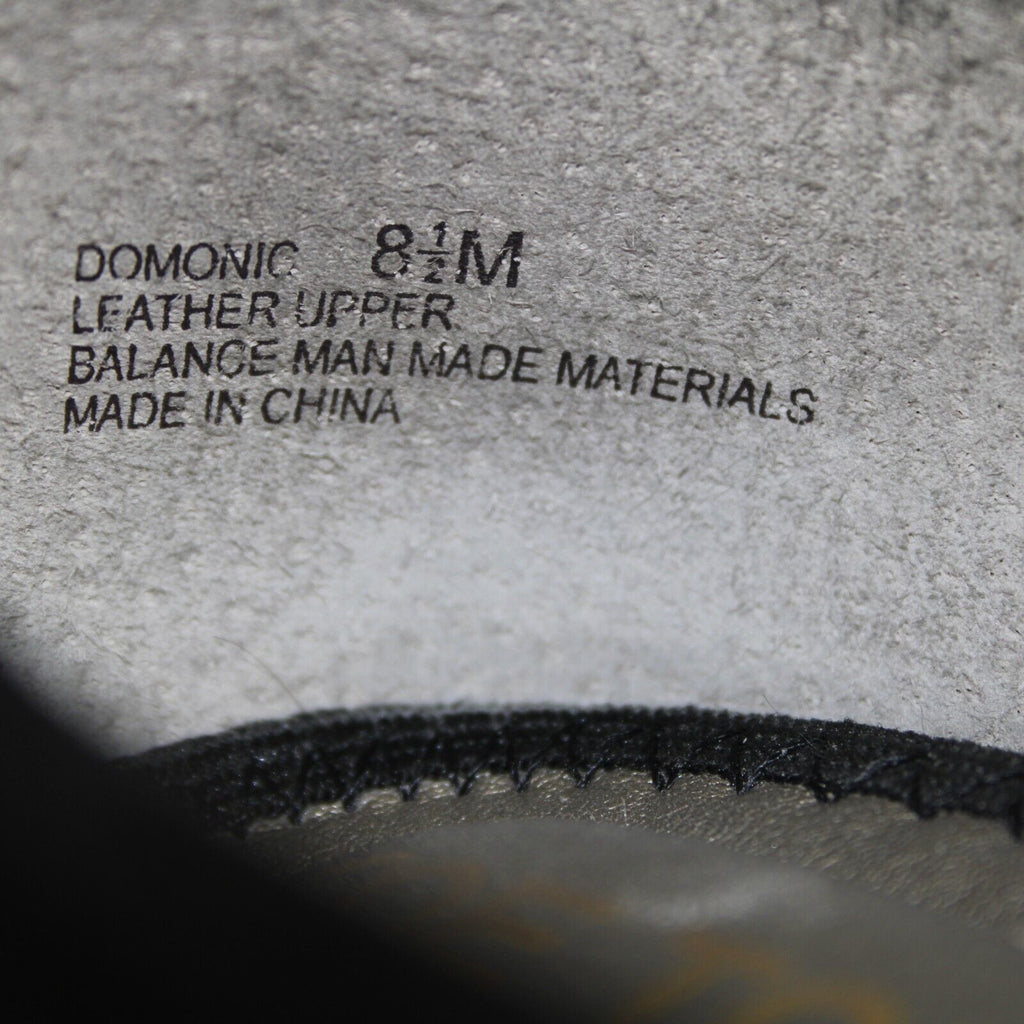 DOMONIC 8½M
LEATHER UPPER
BALANCE MAN MADE MATERIALS
MADE IN CHINA